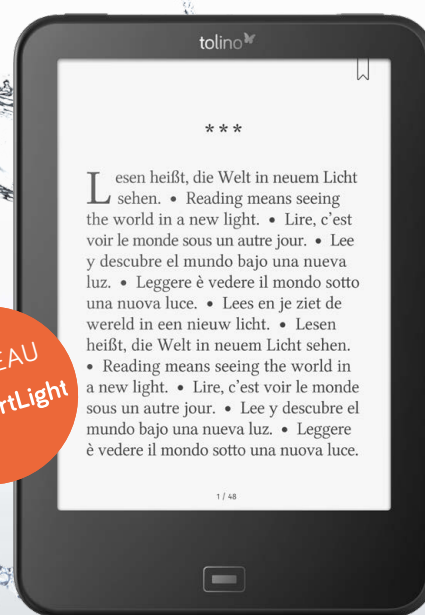 tolino
***
Lesen heißt, die Welt in neuem Licht
sehen. • Reading means seeing
the world in a new light. • Lire, c'est
voir le monde sous un autre jour. • Lee
y descubre el mundo bajo una nueva
luz. • Leggere è vedere il mondo sotto
una nuova luce. • Lees en je ziet de
wereld in een nieuw licht. • Lesen
heißt, die Welt in neuem Licht sehen.
• Reading means seeing the world in
a new light. • Lire, c'est voir le monde
sous un autre jour. • Lee y descubre el
mundo bajo una nueva luz. • Leggere
è vedere il mondo sotto una nuova luce.
1 / 48
EAU
rtLight